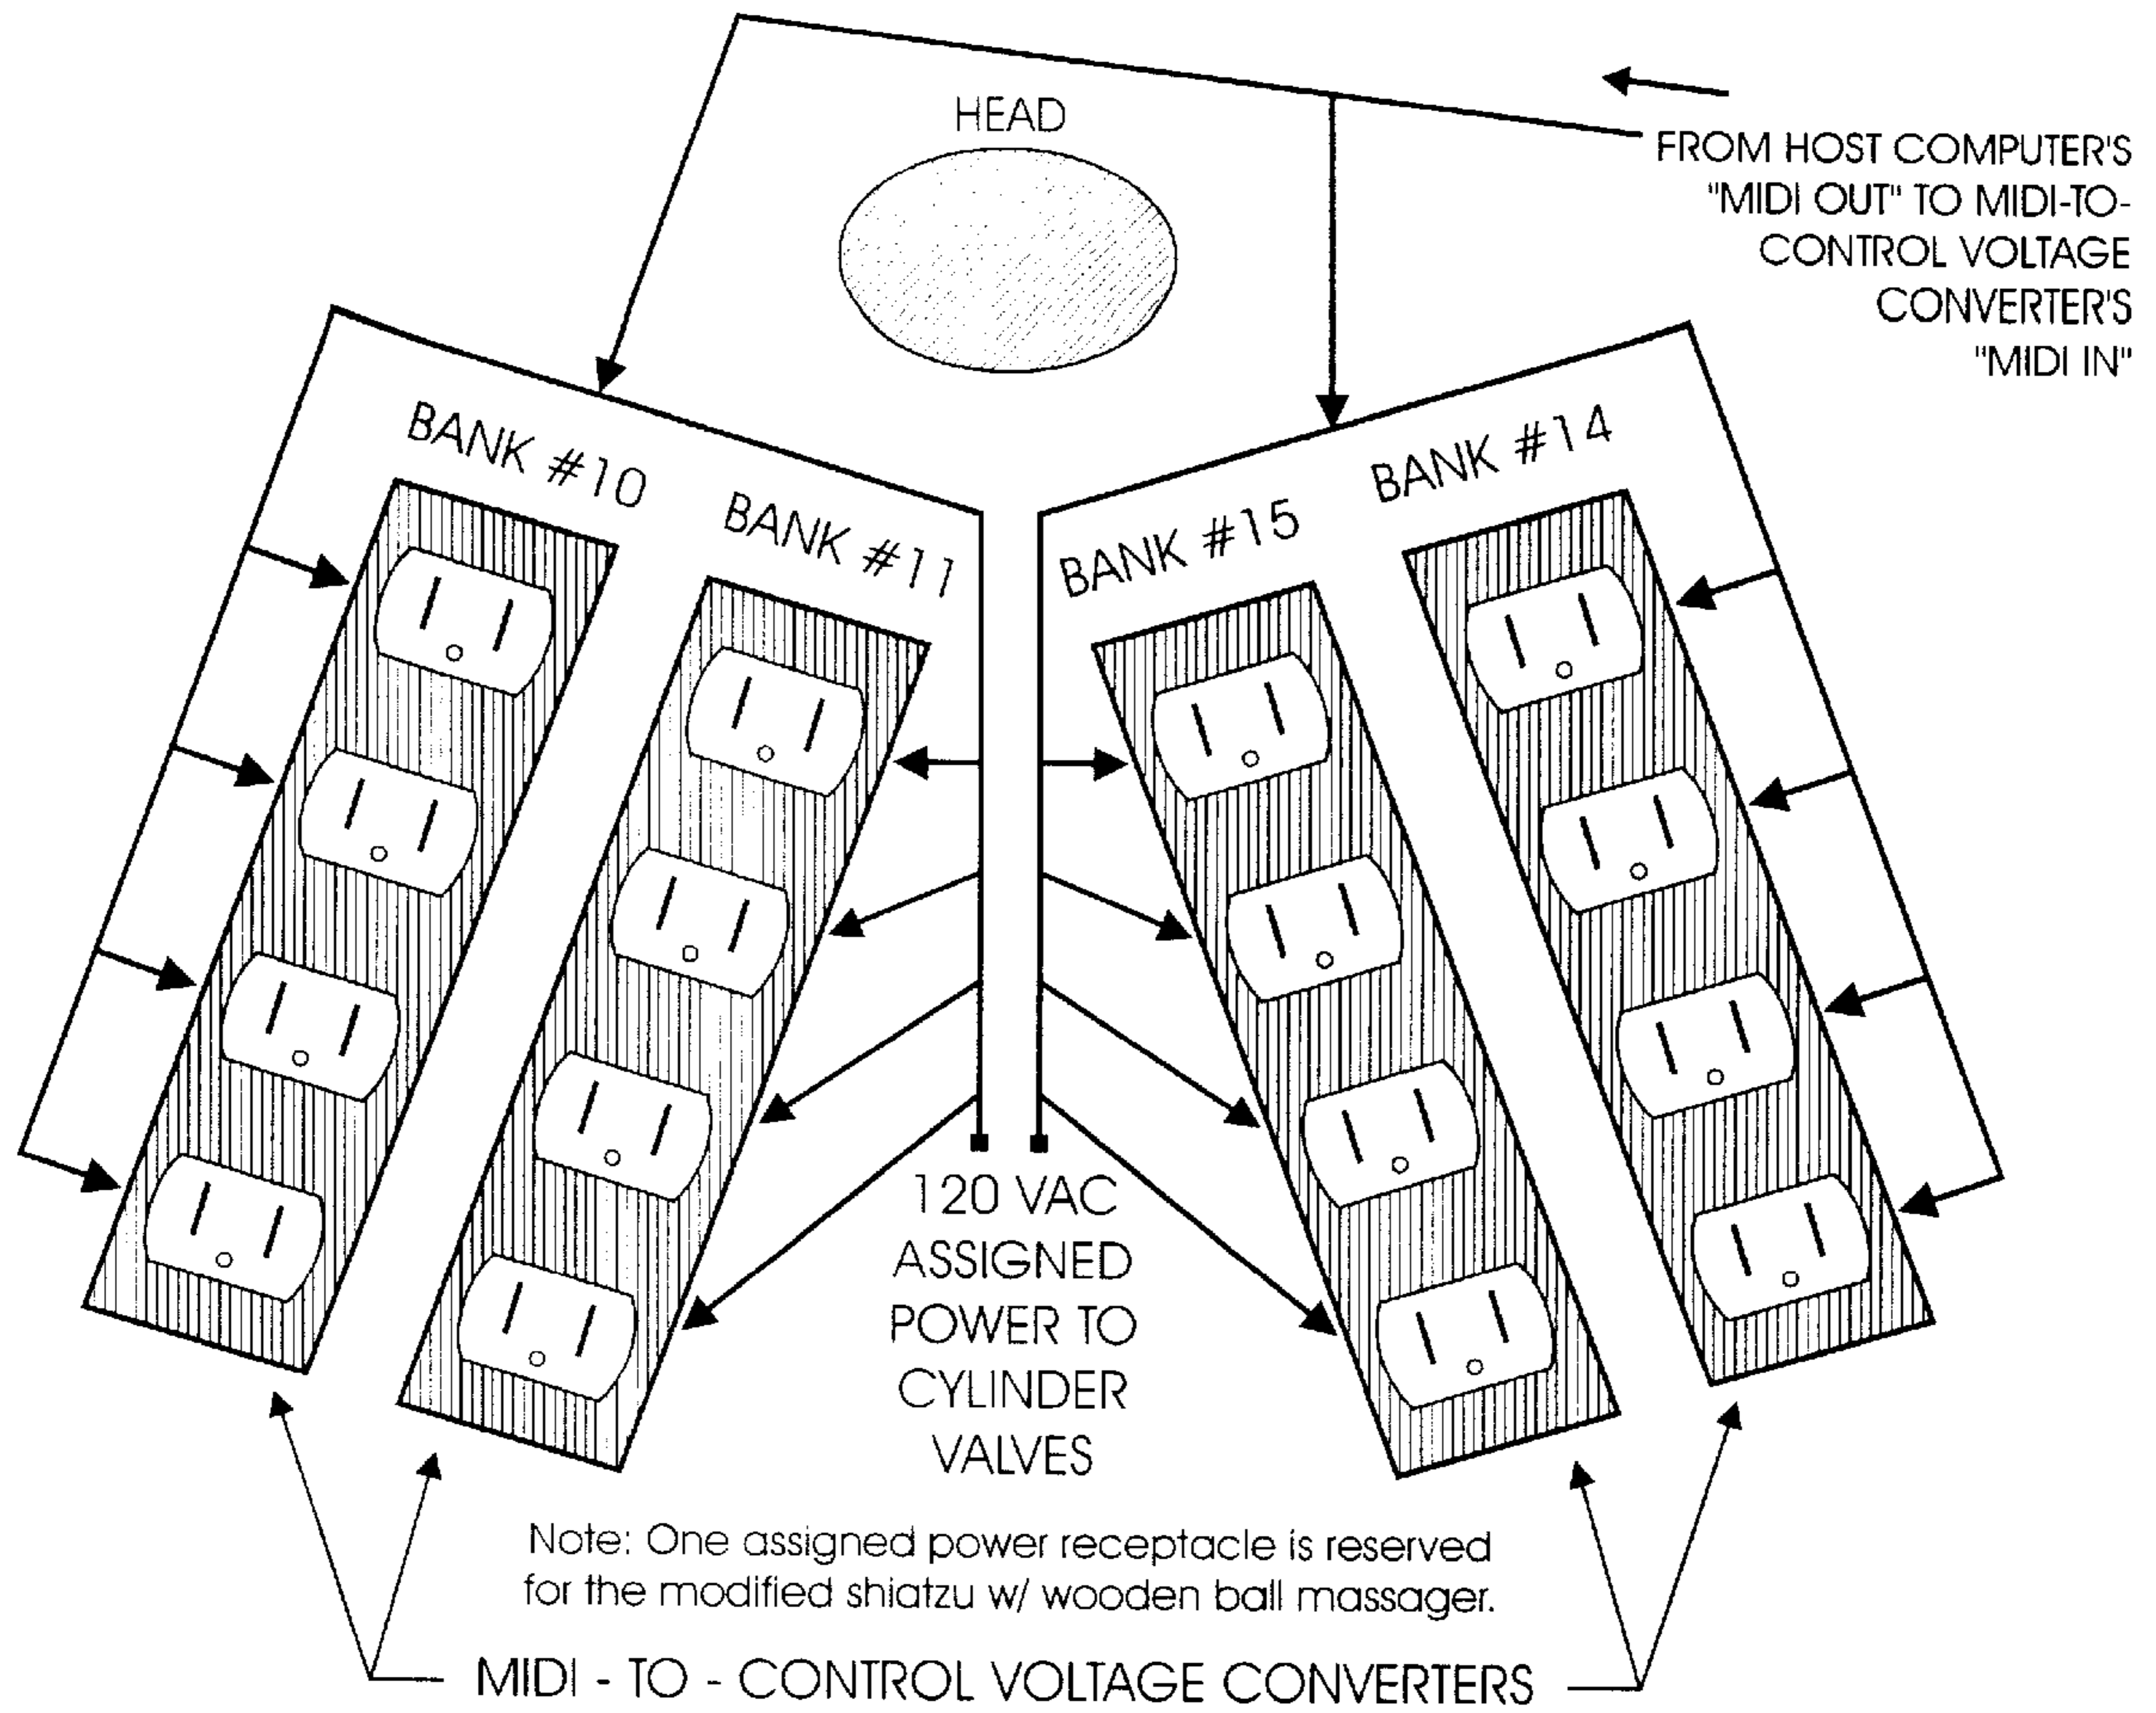 HEAD
FROM HOST COMPUTER'S
"MIDI OUT" TO MIDI-TO-
CONTROL VOLTAGE
CONVERTER'S
"MIDI IN"
BANK #10
BANK #11
BANK #15
BANK #14
120 VAC
ASSIGNED
POWER TO
CYLINDER
VALVES
Note: One assigned power receptacle is reserved
for the modified shiatzu w/ wooden ball massager.
MIDI - TO - CONTROL VOLTAGE CONVERTERS